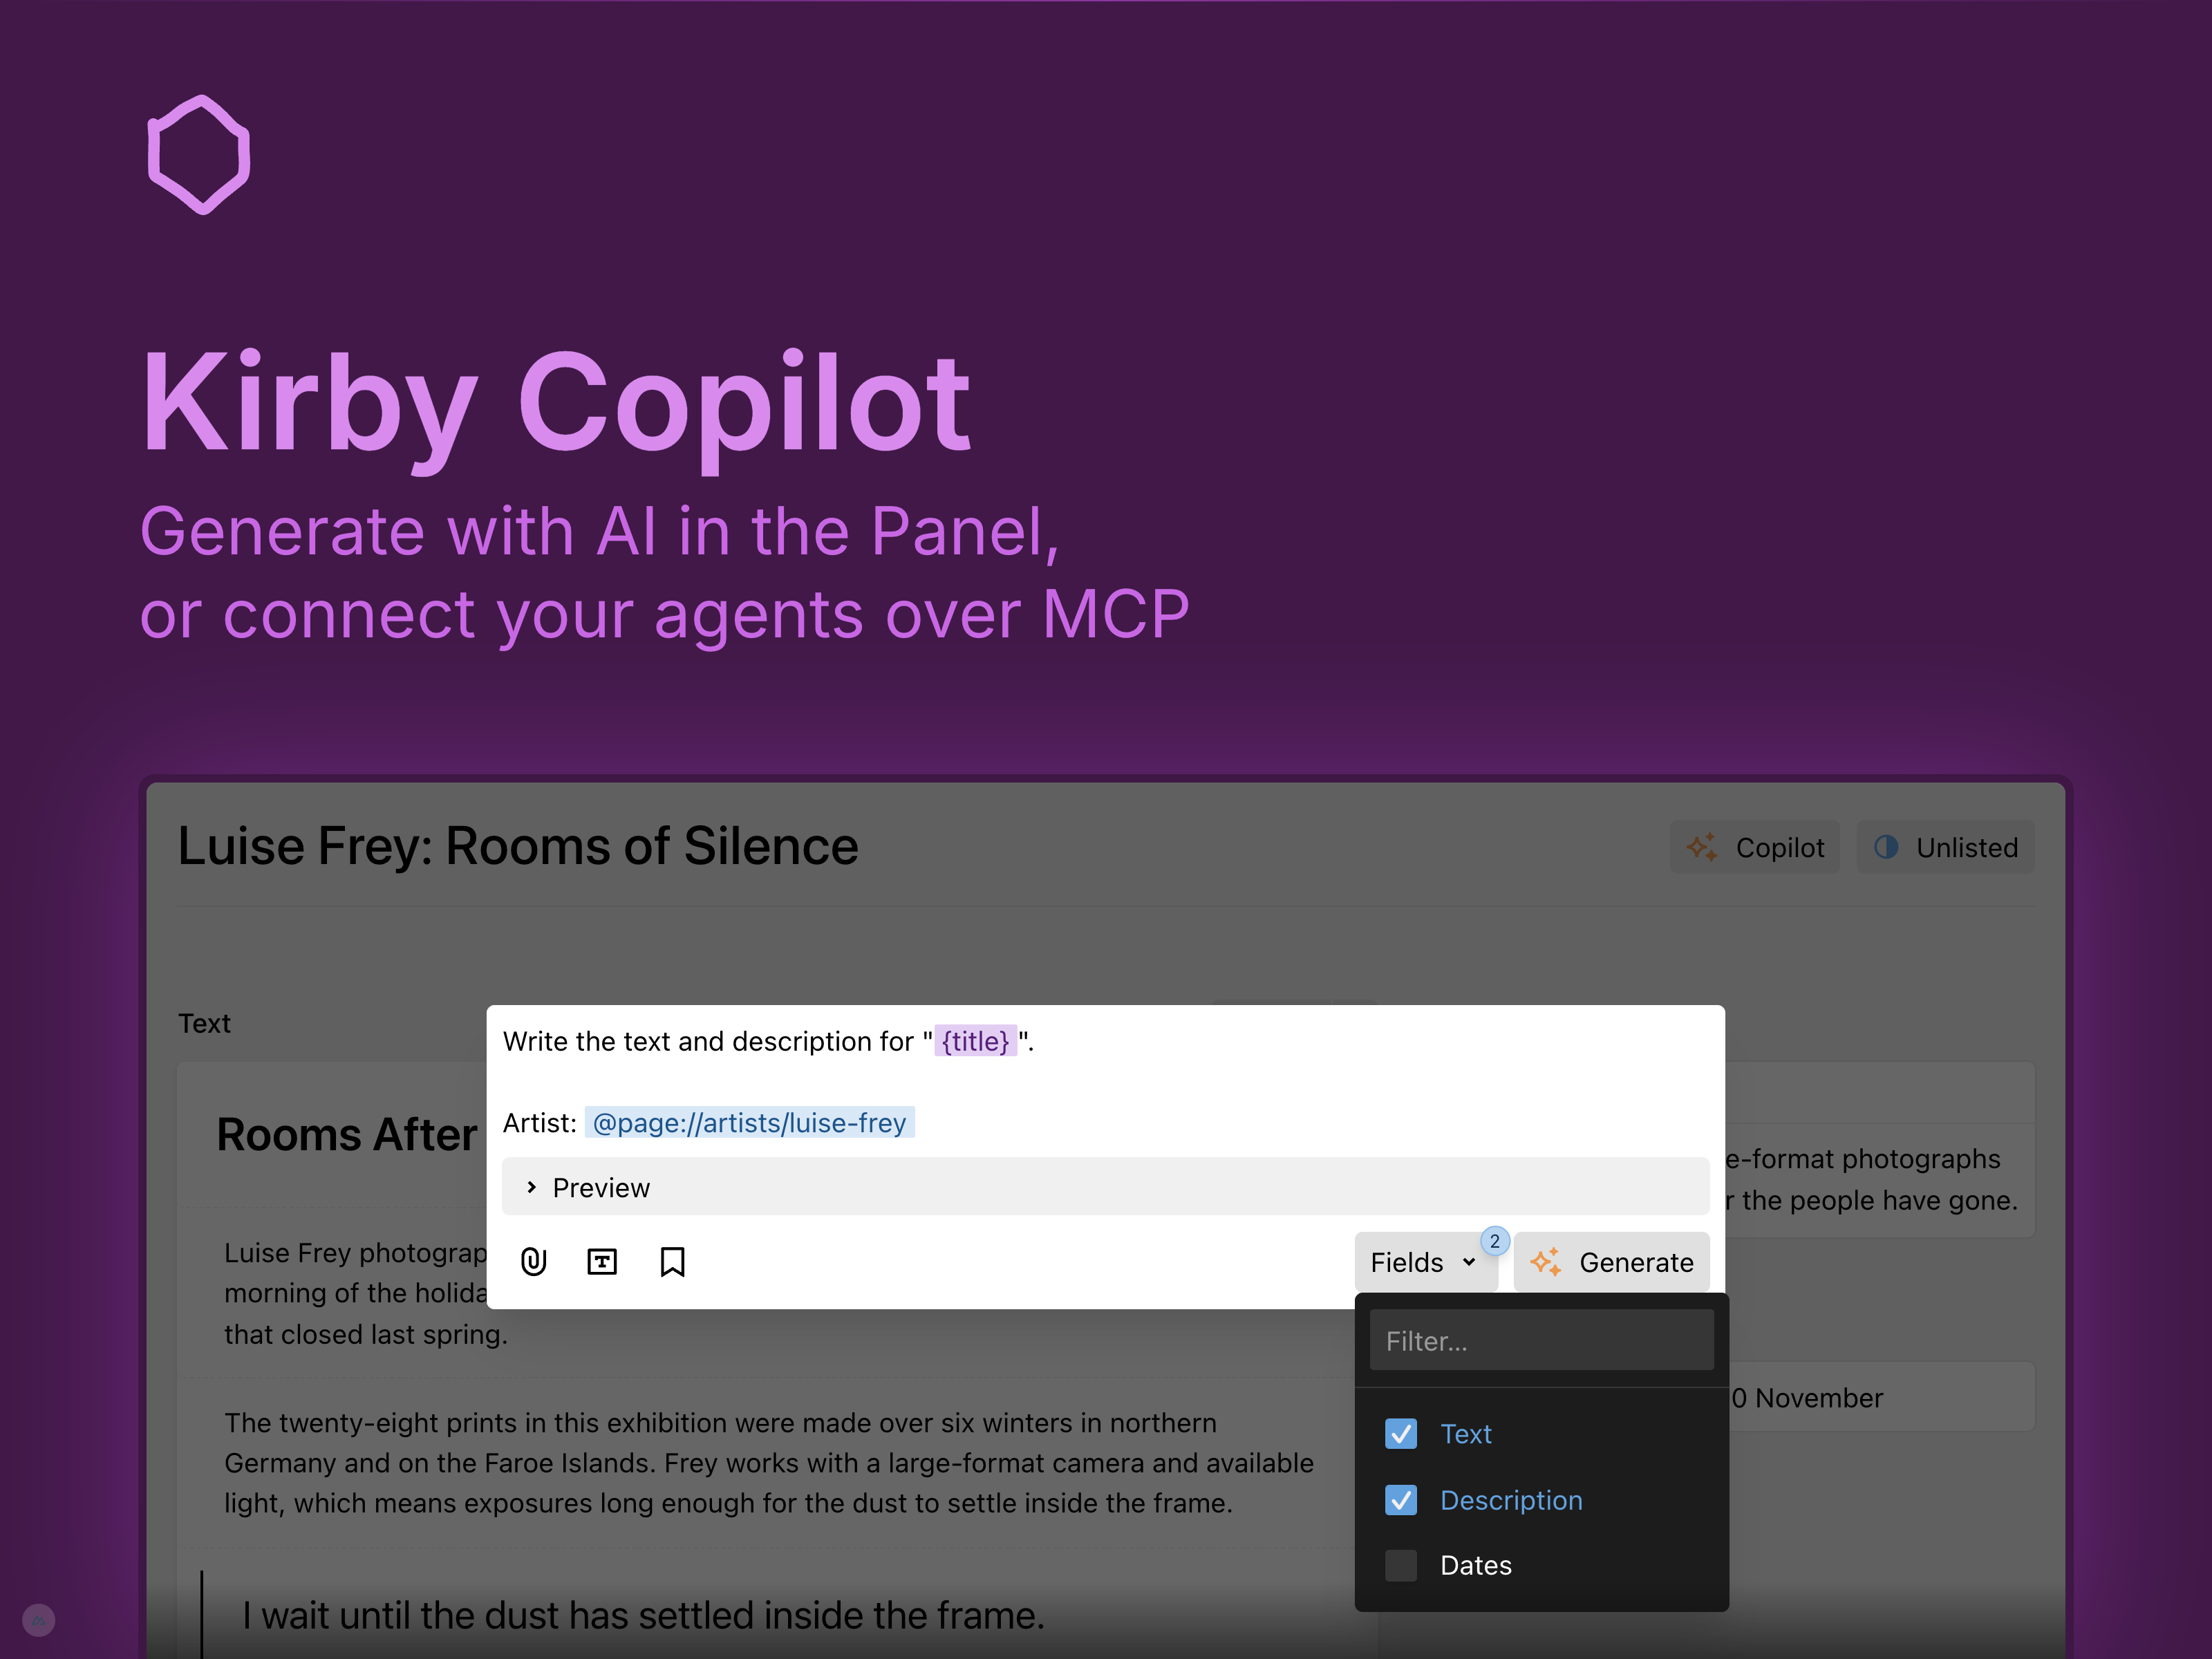 Kirby Copilot
Generate with AI in the Panel,
or connect your agents over MCP
Luise Frey: Rooms of Silence
Copilot
Unlisted
Text
Write the text and description for "{title}".
Artist: @page://artists/luise-frey
Preview
Fields
2
Generate
Filter…
Text
Description
Dates
Rooms After
Luise Frey photograp
morning of the holida
that closed last spring.
The twenty-eight prints in this exhibition were made over six winters in northern
Germany and on the Faroe Islands. Frey works with a large-format camera and available
light, which means exposures long enough for the dust to settle inside the frame.
I wait until the dust has settled inside the frame.
e-format photographs
r the people have gone.
0 November